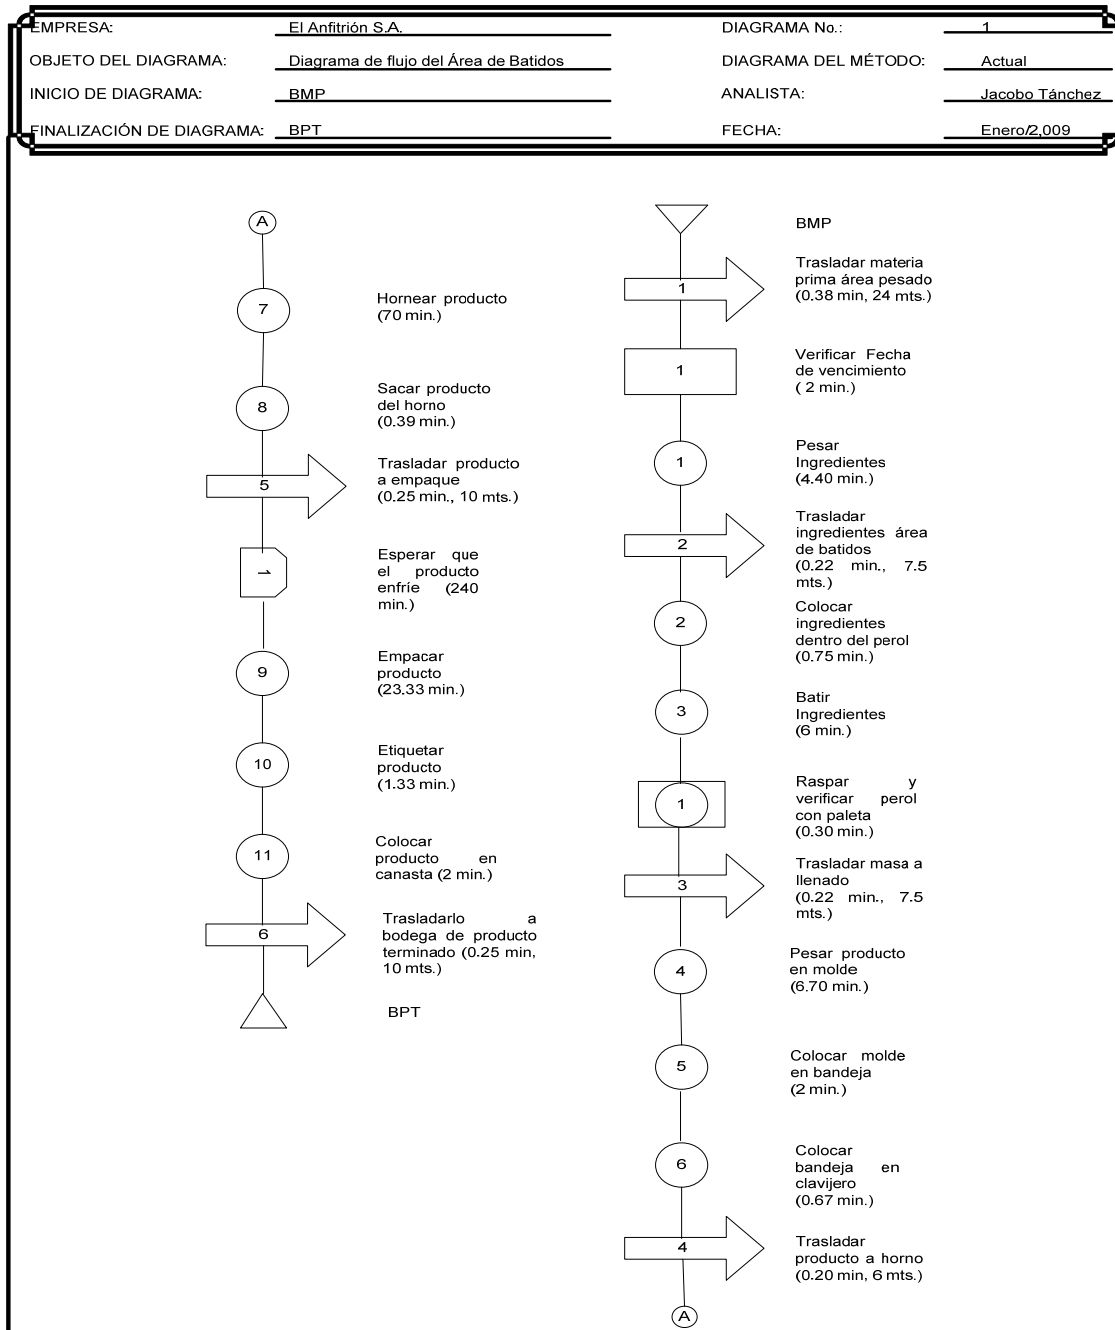 EMPRESA: El Anfitrión S.A. DIAGRAMA No.: 1
OBJETO DEL DIAGRAMA: Diagrama de flujo del Área de Batidos DIAGRAMA DEL MÉTODO: Actual
INICIO DE DIAGRAMA: BMP ANALISTA: Jacobo Tánchez
FINALIZACIÓN DE DIAGRAMA: BPT FECHA: Enero/2,009
A
7
Hornear producto
(70 min.)
8
Sacar producto
del horno
(0.39 min.)
5
Trasladar producto
a empaque
(0.25 min., 10 mts.)
1
Esperar que
el producto
enfríe (240
min.)
9
Empacar
producto
(23.33 min.)
10
Etiquetar
producto
(1.33 min.)
11
Colocar
producto en
canasta (2 min.)
6
Trasladarlo a
bodega de producto
terminado (0.25 min,
10 mts.)
BPT
BMP
1
Trasladar materia
prima área pesado
(0.38 min, 24 mts.)
1
Verificar Fecha
de vencimiento
( 2 min.)
1
Pesar
Ingredientes
(4.40 min.)
2
Trasladar
ingredientes área
de batidos
(0.22 min., 7.5
mts.)
2
Colocar
ingredientes
dentro del perol
(0.75 min.)
3
Batir
Ingredientes
(6 min.)
1
Raspar y
verificar perol
con paleta
(0.30 min.)
3
Trasladar masa a
llenado
(0.22 min., 7.5
mts.)
4
Pesar producto
en molde
(6.70 min.)
5
Colocar molde
en bandeja
(2 min.)
6
Colocar
bandeja en
clavijero
(0.67 min.)
4
Trasladar
producto a horno
(0.20 min, 6 mts.)
A